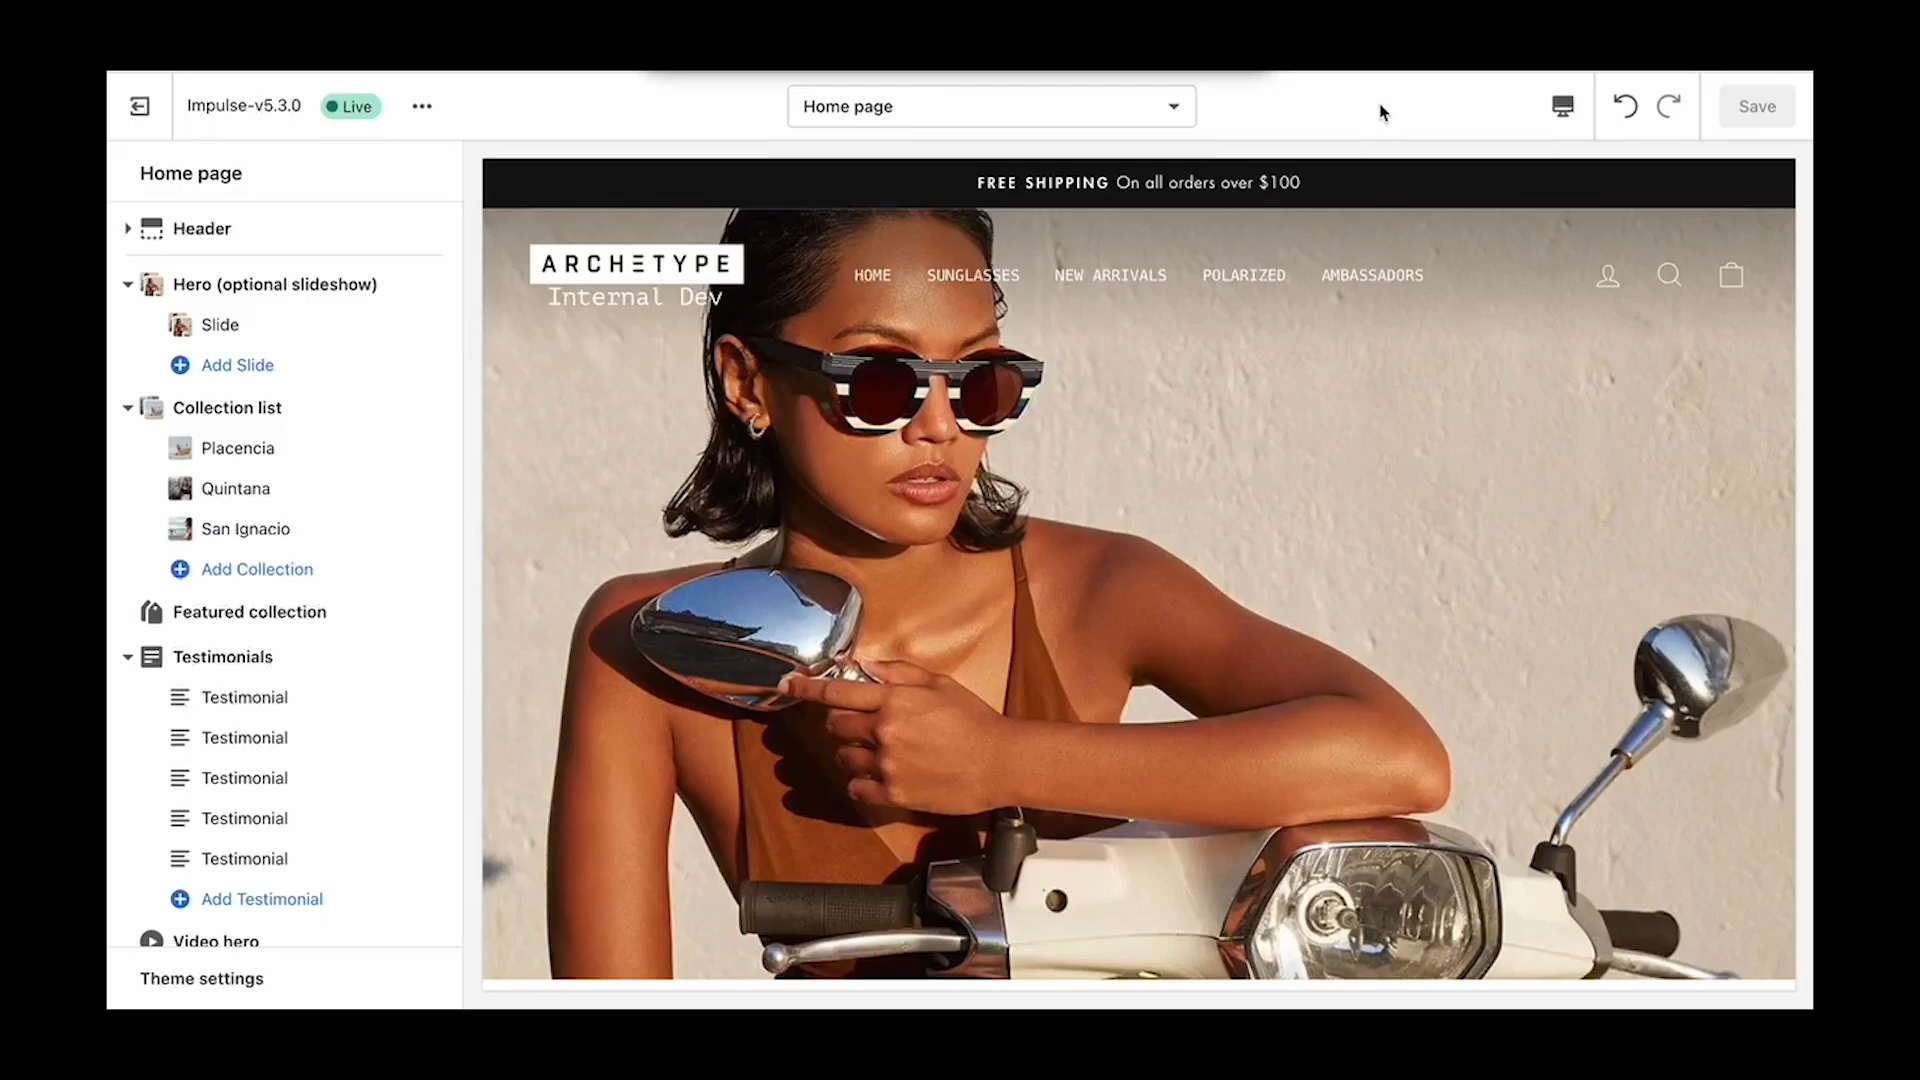 Impulse-v5.3.0
Live
Home page
Save
Home page
Header
Hero (optional slideshow)
Slide
Add Slide
Collection list
Placencia
Quintana
San Ignacio
Add Collection
Featured collection
Testimonials
Testimonial
Testimonial
Testimonial
Testimonial
Testimonial
Add Testimonial
Video hero
Theme settings
FREE SHIPPING On all orders over $100
ARCHETYPE
Internal Dev
HOME SUNGLASSES NEW ARRIVALS POLARIZED AMBASSADORS